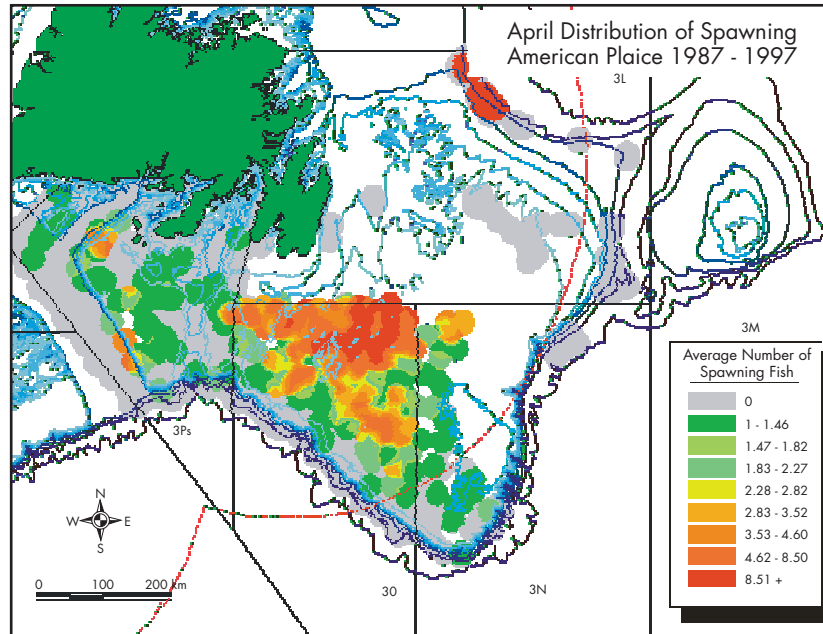 April Distribution of Spawning
American Plaice 1987 - 1997
3L
3M
3Ps
3O
3N
N
W E
S
0 100 200 km
Average Number of
Spawning Fish
0
1 - 1.46
1.47 - 1.82
1.83 - 2.27
2.28 - 2.82
2.83 - 3.52
3.53 - 4.60
4.62 - 8.50
8.51 +